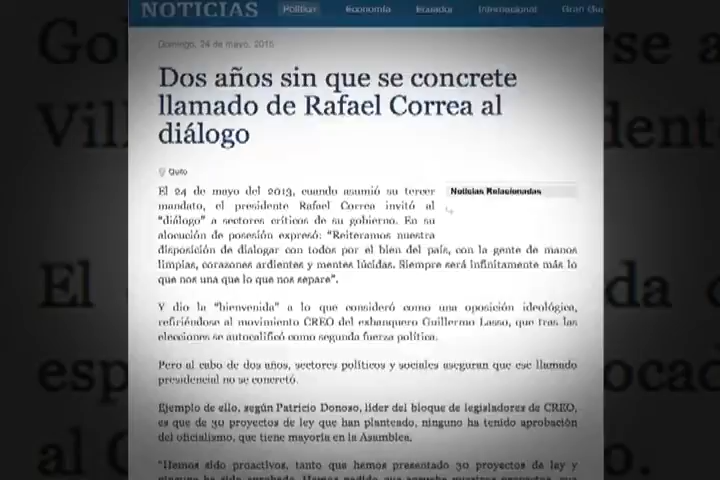 NOTICIAS Política Economía Ecuador Internacional Gran Gu
Domingo, 24 de mayo, 2015
Dos años sin que se concrete
llamado de Rafael Correa al
diálogo
Quito
Noticias Relacionadas
El 24 de mayo del 2013, cuando asumió su tercer
mandato, el presidente Rafael Correa invitó al
"diálogo" a sectores críticos de su gobierno. En su
alocución de posesión expresó: "Reiteramos nuestra
disposición de dialogar con todos por el bien del país, con la gente de manos
limpias, corazones ardientes y mentes lúcidas. Siempre será infinitamente más lo
que nos una que lo que nos separe".
Y dio la "bienvenida" a lo que consideró como una oposición ideológica,
refiriéndose al movimiento CREO del exbanquero Guillermo Lasso, que tras las
elecciones se autocalificó como segunda fuerza política.
Pero al cabo de dos años, sectores políticos y sociales aseguran que ese llamado
presidencial no se concretó.
Ejemplo de ello, según Patricio Donoso, líder del bloque de legisladores de CREO,
es que de 30 proyectos de ley que han planteado, ninguno ha tenido aprobación
del oficialismo, que tiene mayoría en la Asamblea.
"Hemos sido proactivos, tanto que hemos presentado 30 proyectos de ley y